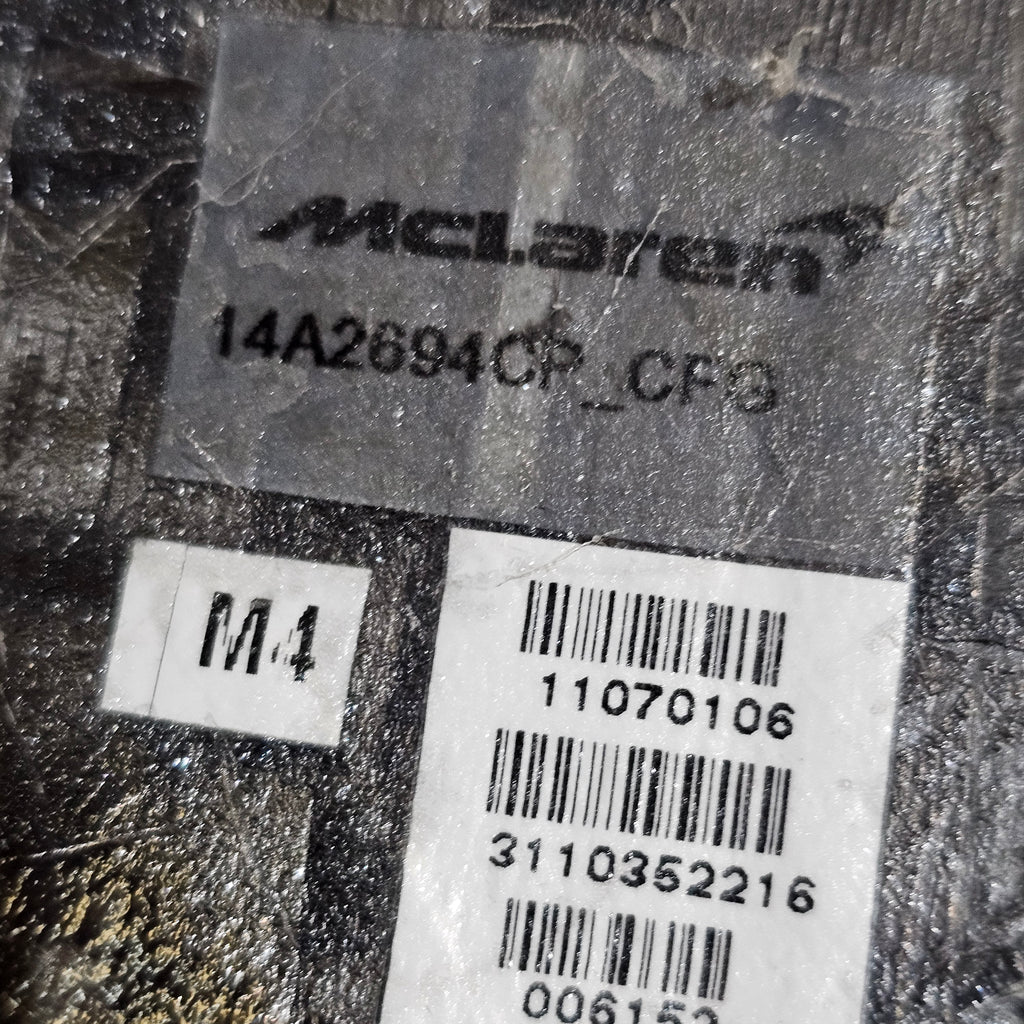 McLaren
14A2694CP_CFG
M4
11070106
3110352216